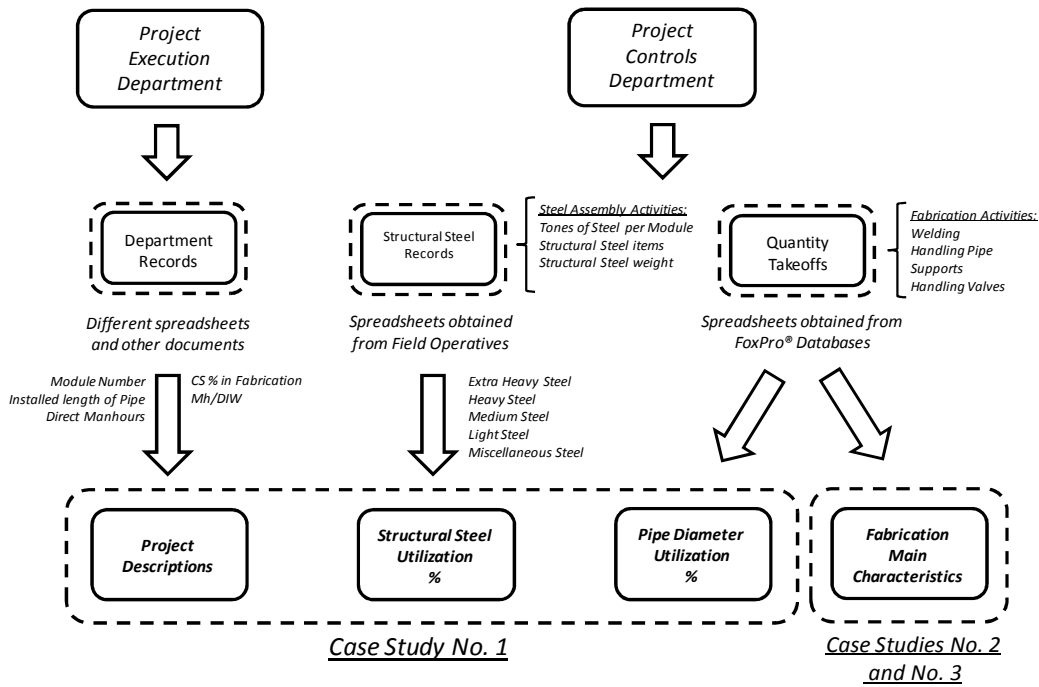 Project
Execution
Department
Project
Controls
Department
Department
Records
Structural Steel
Records
Steel Assembly Activities:
Tones of Steel per Module
Structural Steel items
Structural Steel weight
Quantity
Takeoffs
Fabrication Activities:
Welding
Handling Pipe
Supports
Handling Valves
Different spreadsheets
and other documents
Spreadsheets obtained
from Field Operatives
Spreadsheets obtained from
FoxPro® Databases
Module Number
Installed length of Pipe
Direct Manhours
CS % in Fabrication
Mh/DIW
Extra Heavy Steel
Heavy Steel
Medium Steel
Light Steel
Miscellaneous Steel
Project
Descriptions
Structural Steel
Utilization
%
Pipe Diameter
Utilization
%
Fabrication
Main
Characteristics
Case Study No. 1
Case Studies No. 2
and No. 3